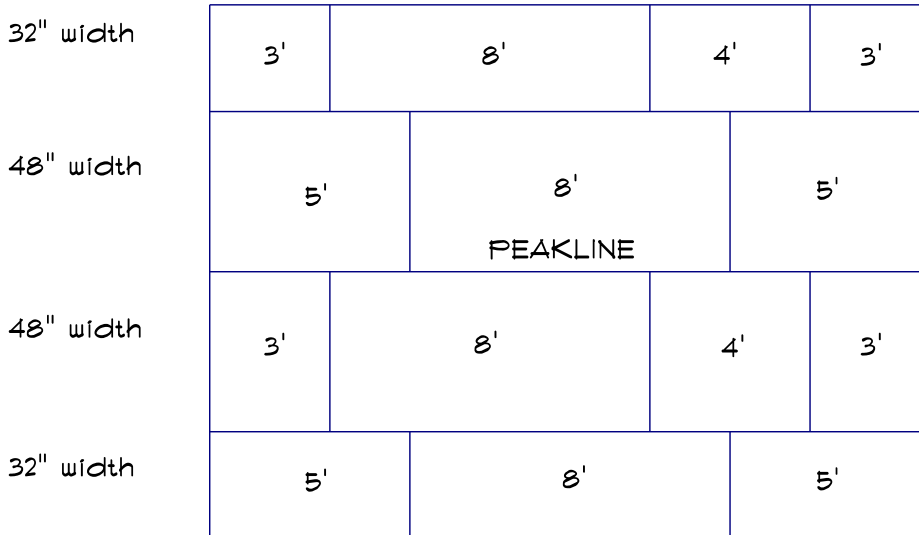 32" width 3' 8' 4' 3'
48" width 5' 8' 5'
PEAKLINE
48" width 3' 8' 4' 3'
32" width 5' 8' 5'